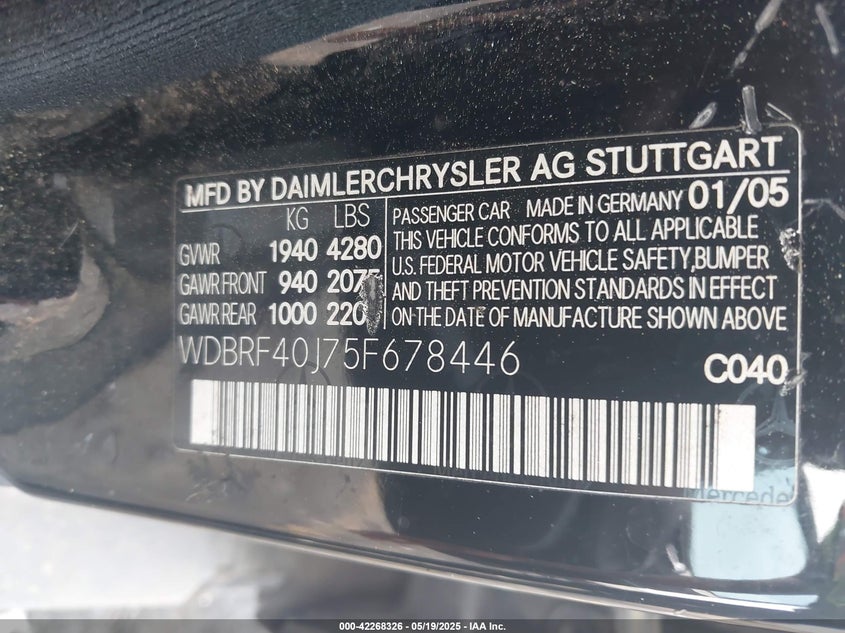 MFD BY DAIMLERCHRYSLER AG STUTTGART
KG LBS
GVWR 1940 4280
GAWR FRONT 940 2075
GAWR REAR 1000
PASSENGER CAR MADE IN GERMANY 01/05
THIS VEHICLE CONFORMS TO ALL APPLICABLE
U.S. FEDERAL MOTOR VEHICLE SAFETY,BUMPER
AND THEFT PREVENTION STANDARDS IN EFFECT
ON THE DATE OF MANUFACTURE SHOWN ABOVE
WDBRF40J75F678446
C040
Mercede
000-42268326 - 05/19/2025 - IAA Inc.